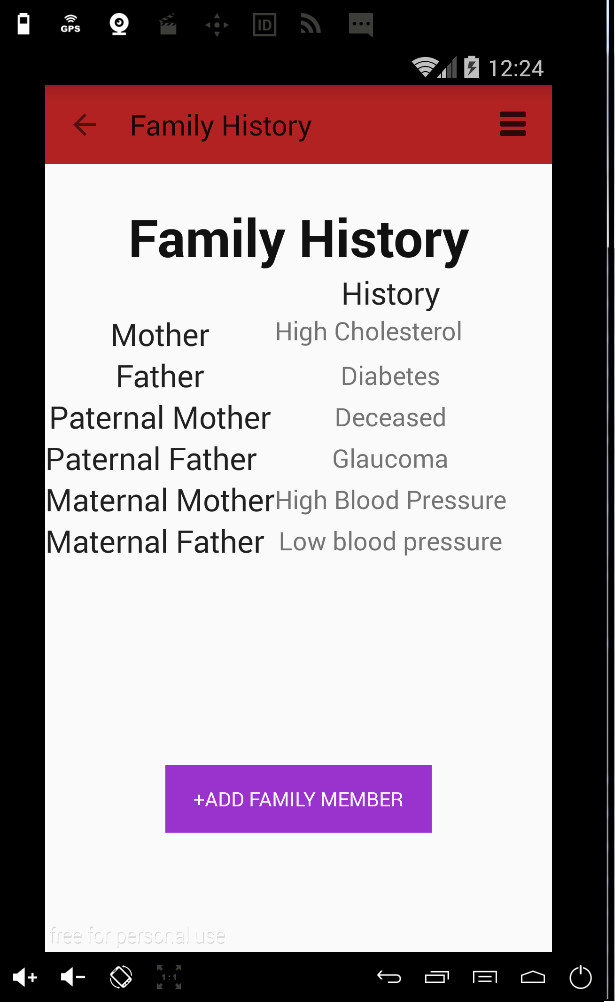 GPS
ID
12:24
Family History
Family History
History
Mother High Cholesterol
Father Diabetes
Paternal Mother Deceased
Paternal Father Glaucoma
Maternal Mother High Blood Pressure
Maternal Father Low blood pressure
+ADD FAMILY MEMBER
free for personal use
1:1